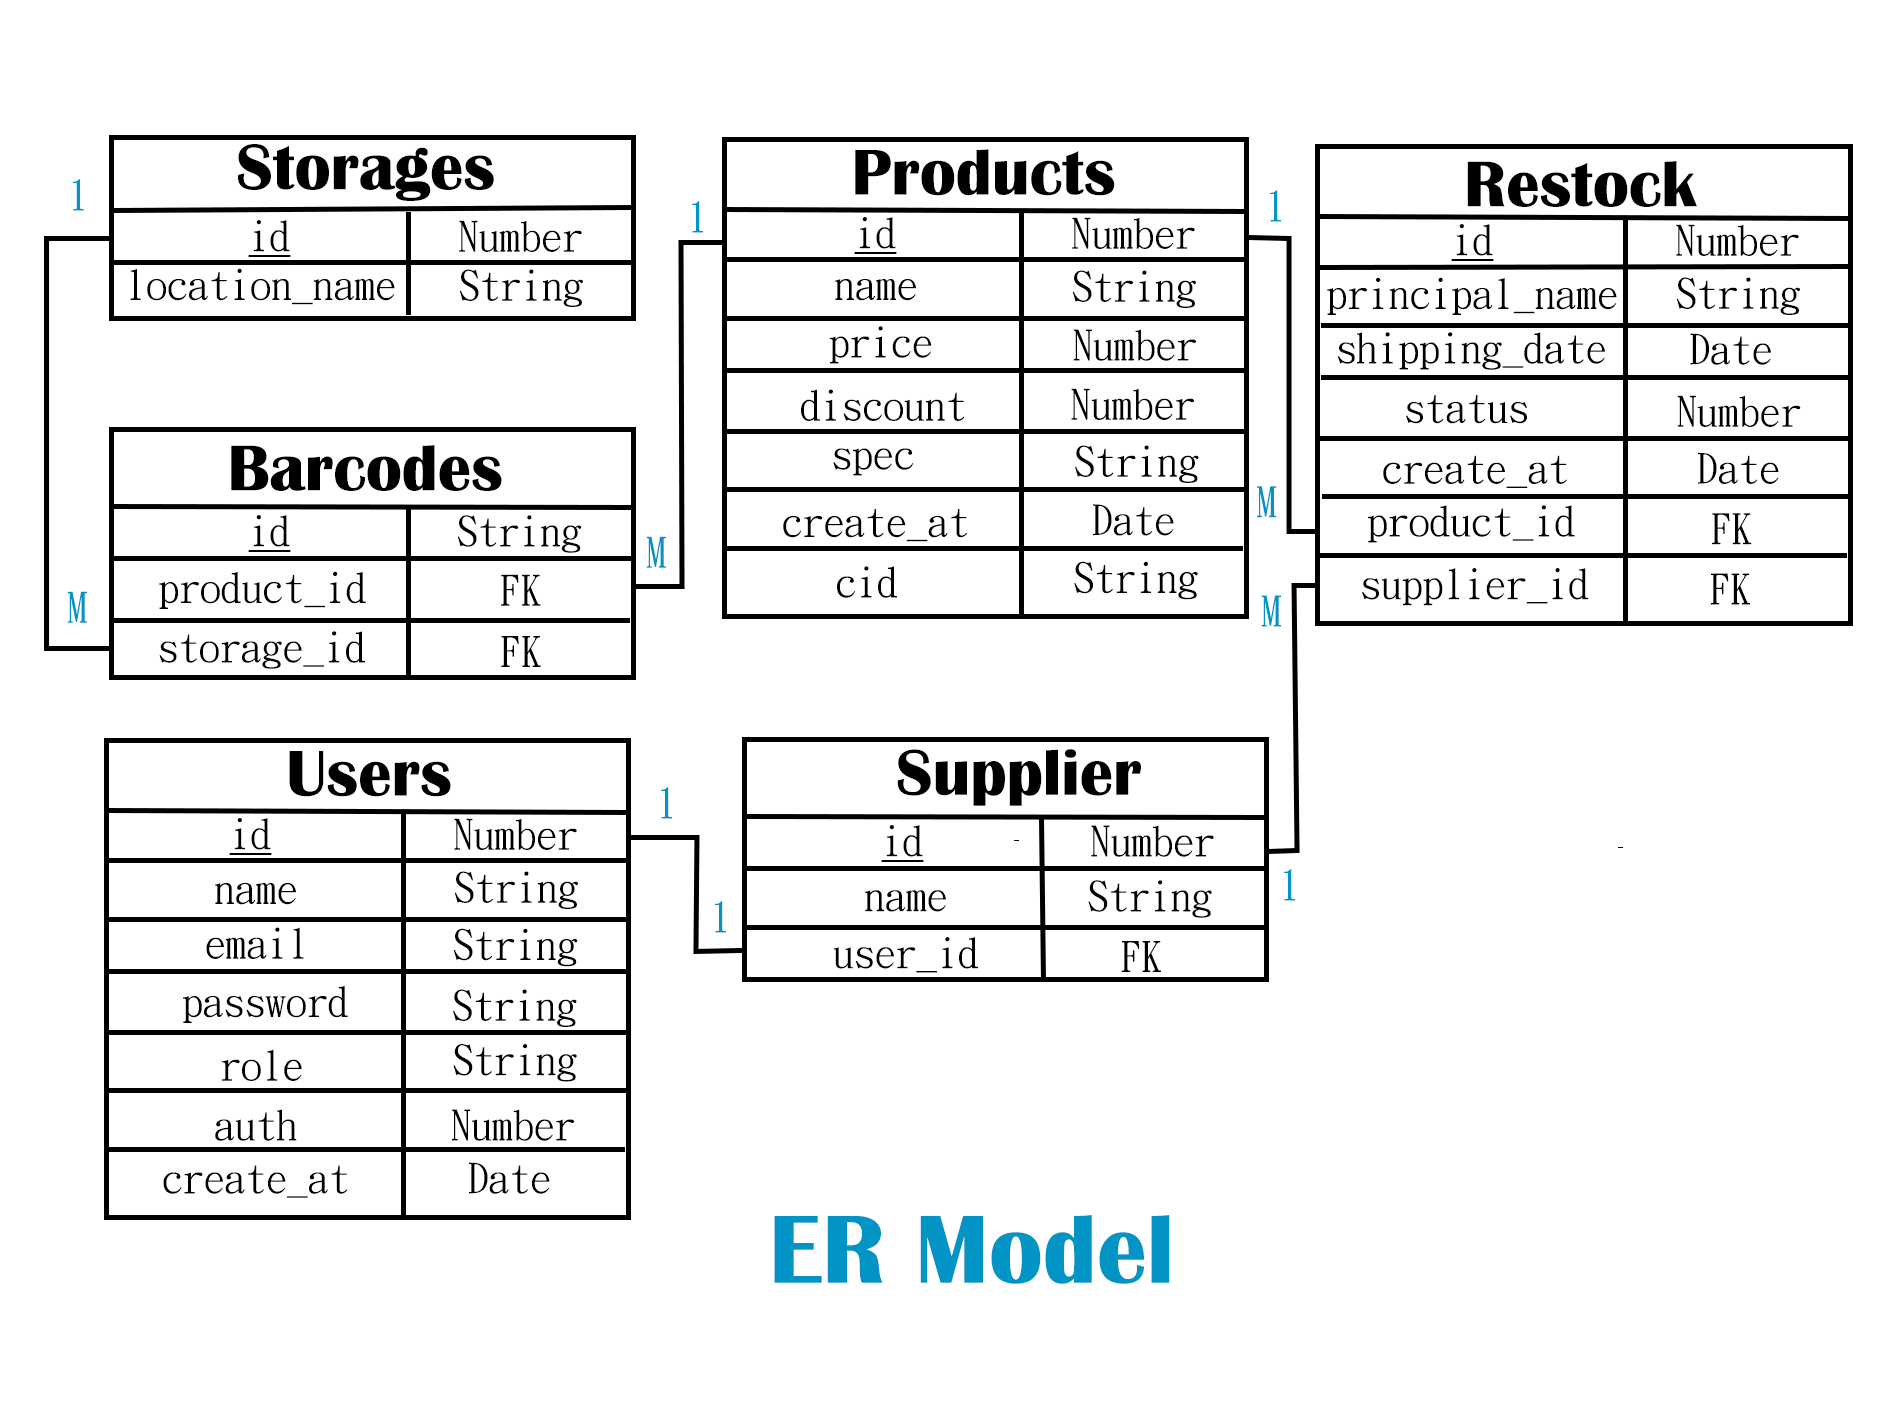 Storages
1
id Number
location_name String
Barcodes
id String
product_id FK
M
storage_id FK
M
Products
1
1
id Number
name String
price Number
discount Number
spec String
create_at Date
cid String
Restock
id Number
principal_name String
shipping_date Date
status Number
create_at Date
M
product_id FK
supplier_id FK
M
Users
1
id Number
name String
email String
password String
role String
auth Number
create_at Date
Supplier
id Number
1
name String
1
user_id FK
ER Model